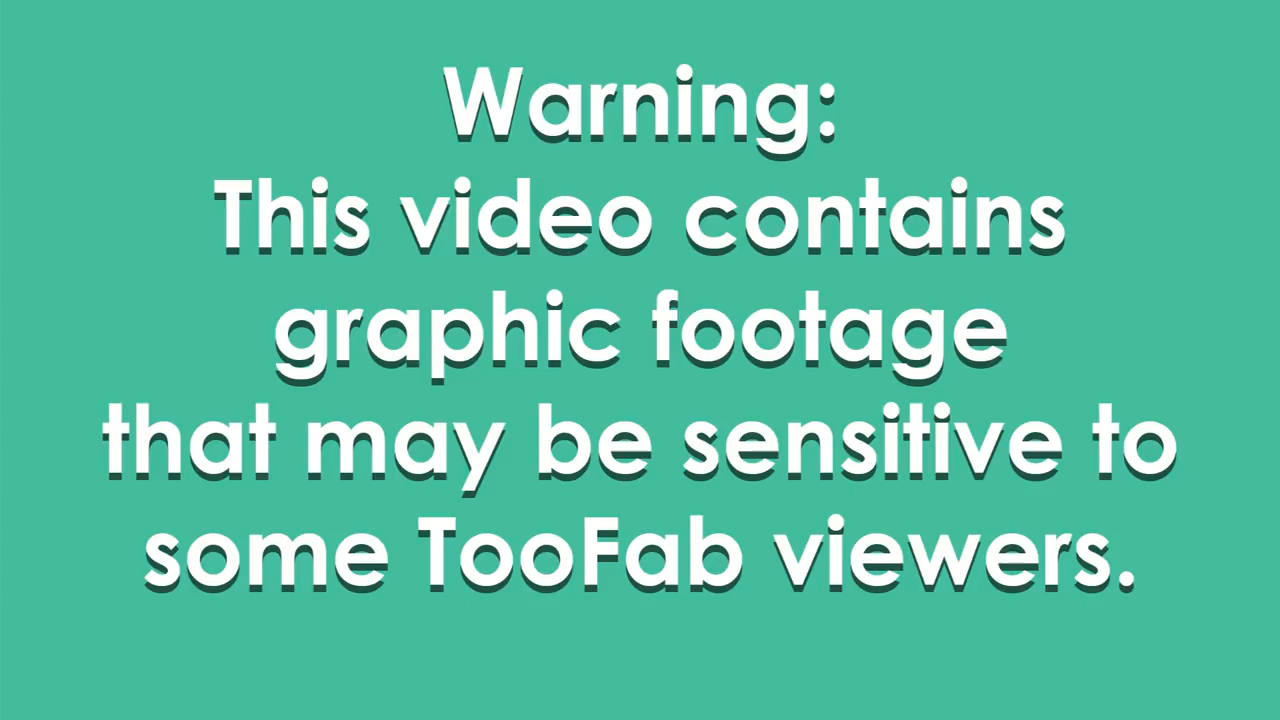 Warning:
This video contains
graphic footage
that may be sensitive to
some TooFab viewers.